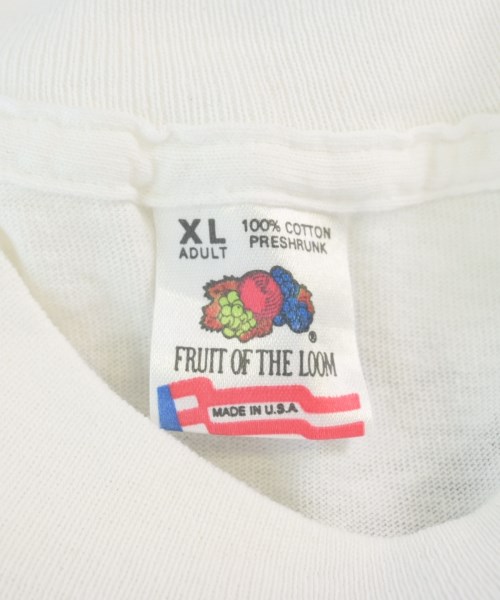 XL
ADULT
100% COTTON
PRESHRUNK
®
FRUIT OF THE LOOM
MADE IN U.S.A.